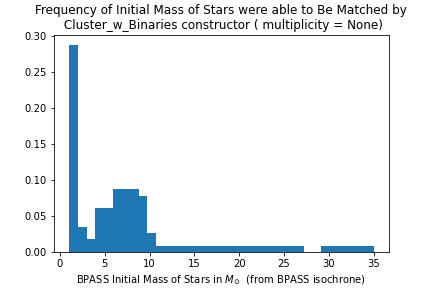 Frequency of Initial Mass of Stars were able to Be Matched by
Cluster_w_Binaries constructor ( multiplicity = None)
0.30
0.25
0.20
0.15
0.10
0.05
0.00
0 5 10 15 20 25 30 35
BPASS Initial Mass of Stars in M⊙ (from BPASS isochrone)